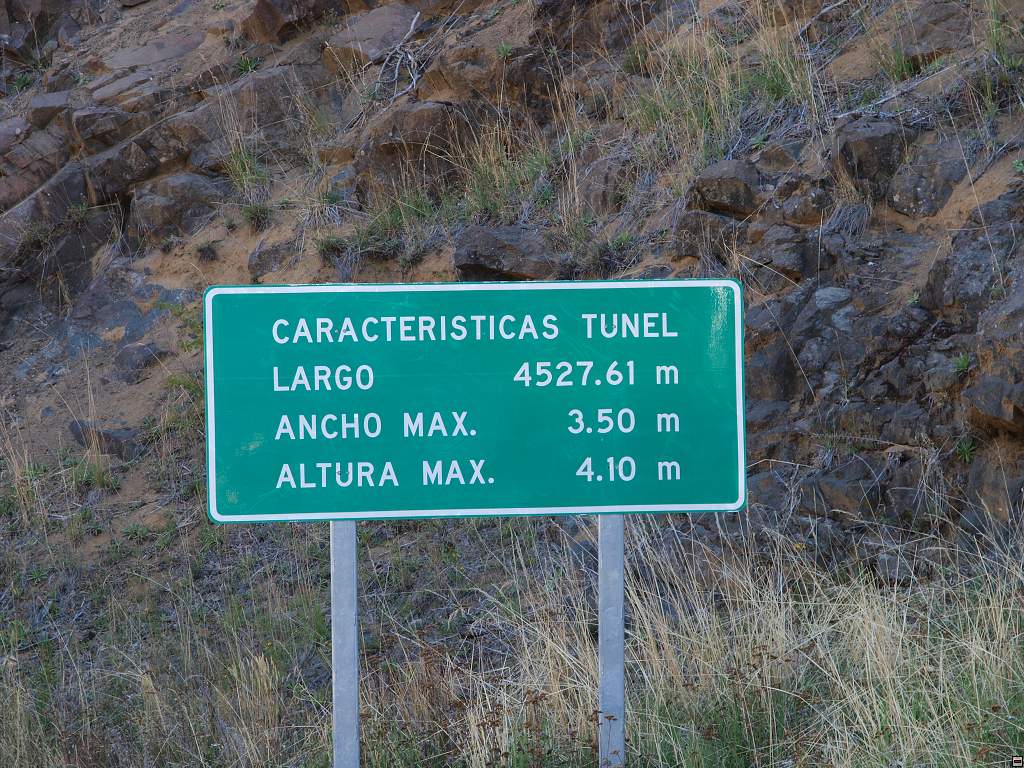 CARACTERISTICAS TUNEL
LARGO 4527.61 m
ANCHO MAX. 3.50 m
ALTURA MAX. 4.10 m